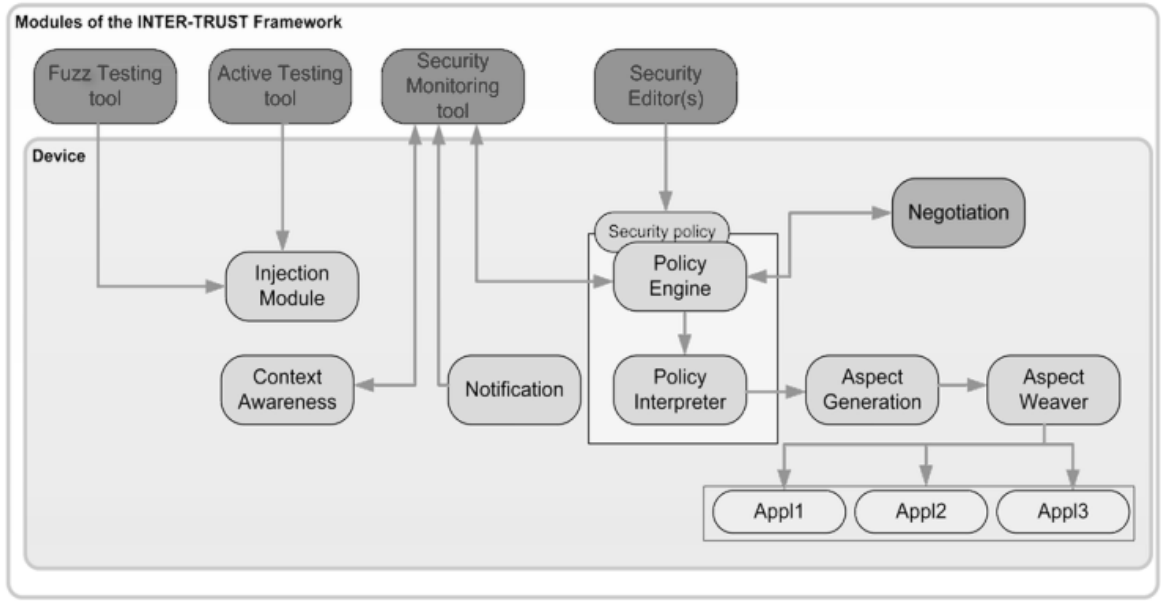 Modules of the INTER-TRUST Framework
Fuzz Testing
tool
Active Testing
tool
Security
Monitoring
tool
Security
Editor(s)
Device
Negotiation
Security policy
Policy
Engine
Injection
Module
Context
Awareness
Notification
Policy
Interpreter
Aspect
Generation
Aspect
Weaver
Appl1
Appl2
Appl3